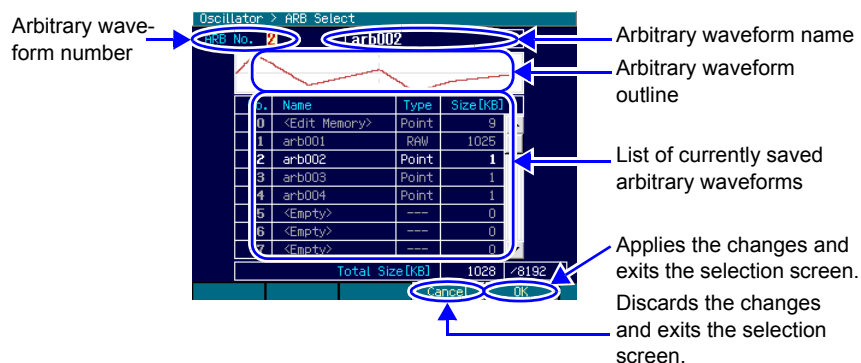 Oscillator > ARB Select
Arbitrary wave-
form number
ARB No. 2 arb002
Arbitrary waveform name
Arbitrary waveform
outline
No. Name Type Size[KB]
0 <Edit Memory> Point 9
1 arb001 RAW 1025
2 arb002 Point 1
3 arb003 Point 1
4 arb004 Point 1
5 <Empty> --- 0
6 <Empty> --- 0
7 <Empty> --- 0
List of currently saved
arbitrary waveforms
Total Size[KB] 1028 /8192
Cancel OK
Applies the changes and
exits the selection screen.
Discards the changes
and exits the selection
screen.